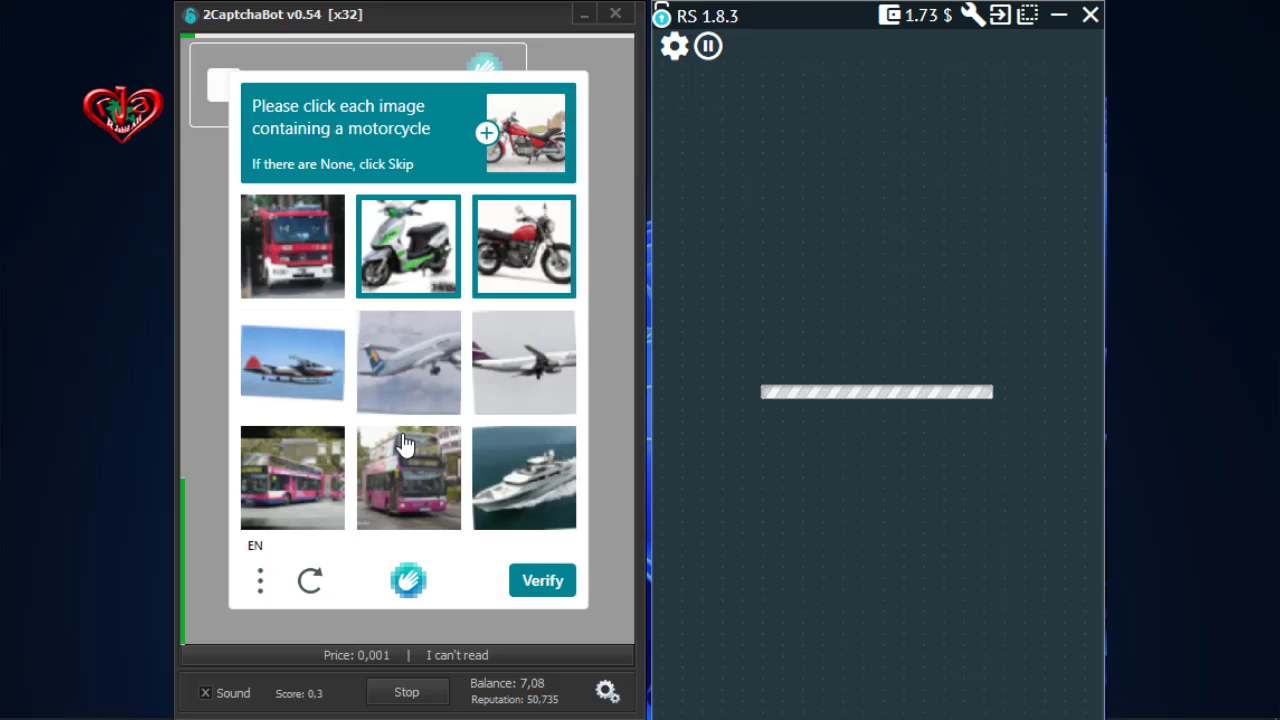 2CaptchaBot v0.54 [x32]
RS 1.8.3
1.73 $
Please click each image
containing a motorcycle
If there are None, click Skip
EN
Verify
Price: 0,001 | I can't read
Sound
Score: 0,3
Stop
Balance: 7,08
Reputation: 50,735